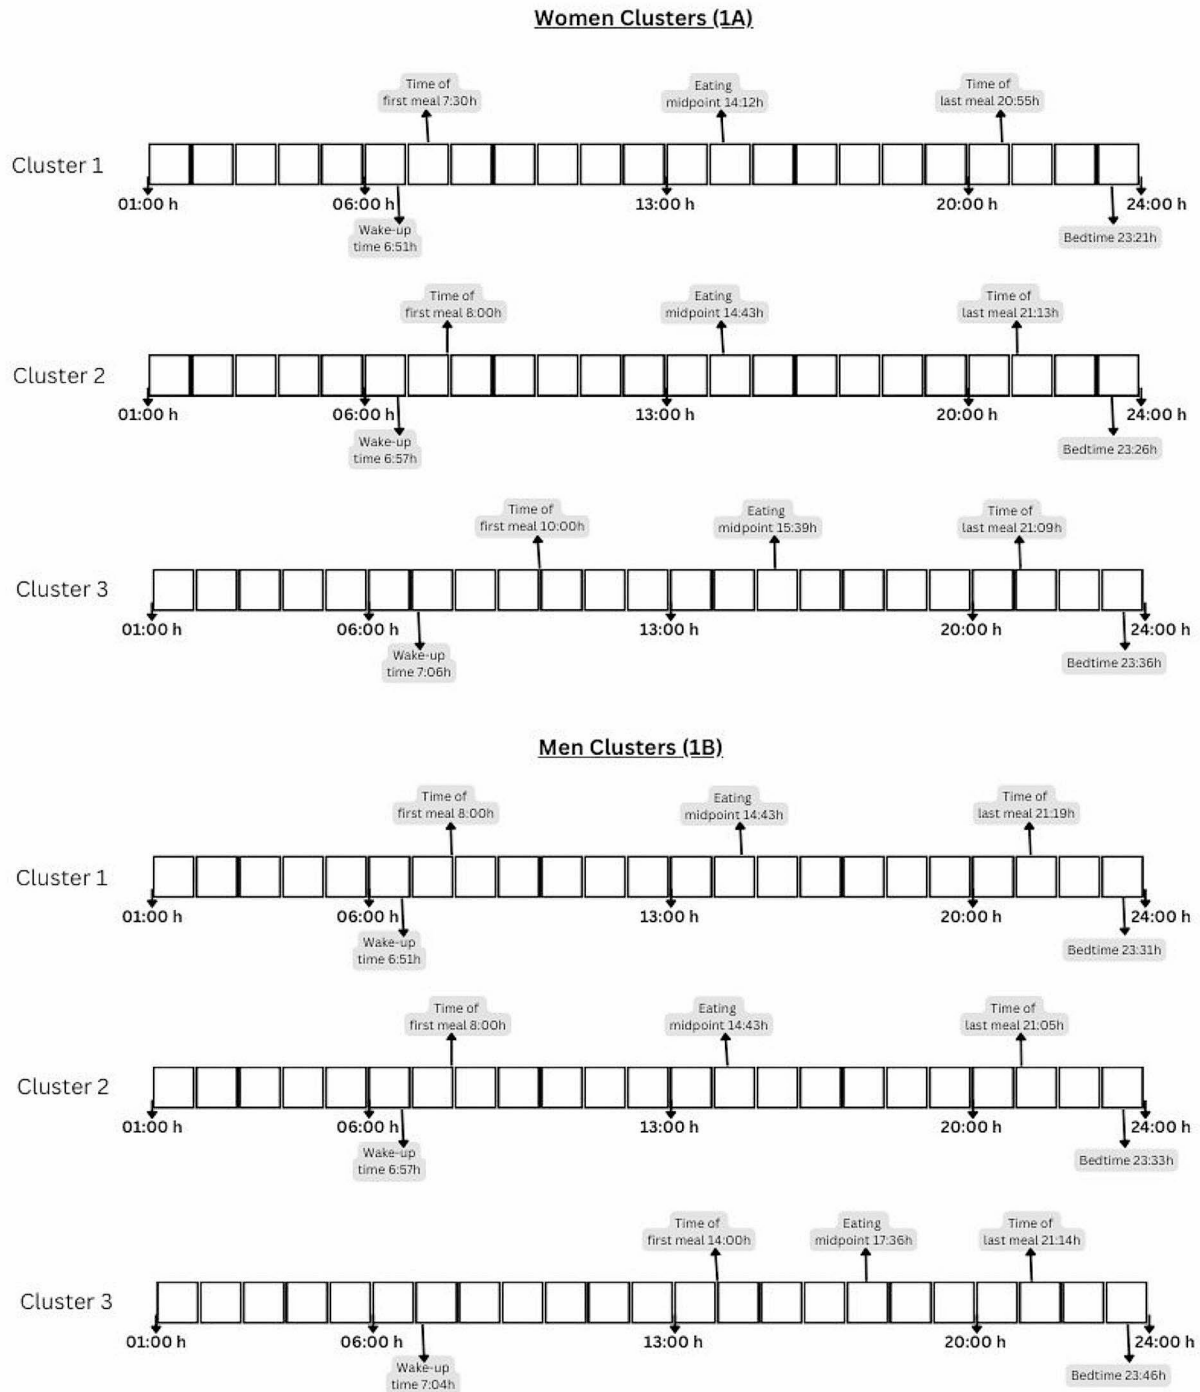 Women Clusters (1A)
Time of
first meal 7:30h
Eating
midpoint 14:12h
Time of
last meal 20:55h
Cluster 1
01:00 h
06:00 h
13:00 h
20:00 h
24:00 h
Wake-up
time 6:51h
Bedtime 23:21h
Time of
first meal 8:00h
Eating
midpoint 14:43h
Time of
last meal 21:13h
Cluster 2
01:00 h
06:00 h
13:00 h
20:00 h
24:00 h
Wake-up
time 6:57h
Bedtime 23:26h
Time of
first meal 10:00h
Eating
midpoint 15:39h
Time of
last meal 21:09h
Cluster 3
01:00 h
06:00 h
13:00 h
20:00 h
24:00 h
Wake-up
time 7:06h
Bedtime 23:36h
Men Clusters (1B)
Time of
first meal 8:00h
Eating
midpoint 14:43h
Time of
last meal 21:19h
Cluster 1
01:00 h
06:00 h
13:00 h
20:00 h
24:00 h
Wake-up
time 6:51h
Bedtime 23:31h
Time of
first meal 8:00h
Eating
midpoint 14:43h
Time of
last meal 21:05h
Cluster 2
01:00 h
06:00 h
13:00 h
20:00 h
24:00 h
Wake-up
time 6:57h
Bedtime 23:33h
Time of
first meal 14:00h
Eating
midpoint 17:36h
Time of
last meal 21:14h
Cluster 3
01:00 h
06:00 h
13:00 h
20:00 h
24:00 h
Wake-up
time 7:04h
Bedtime 23:46h